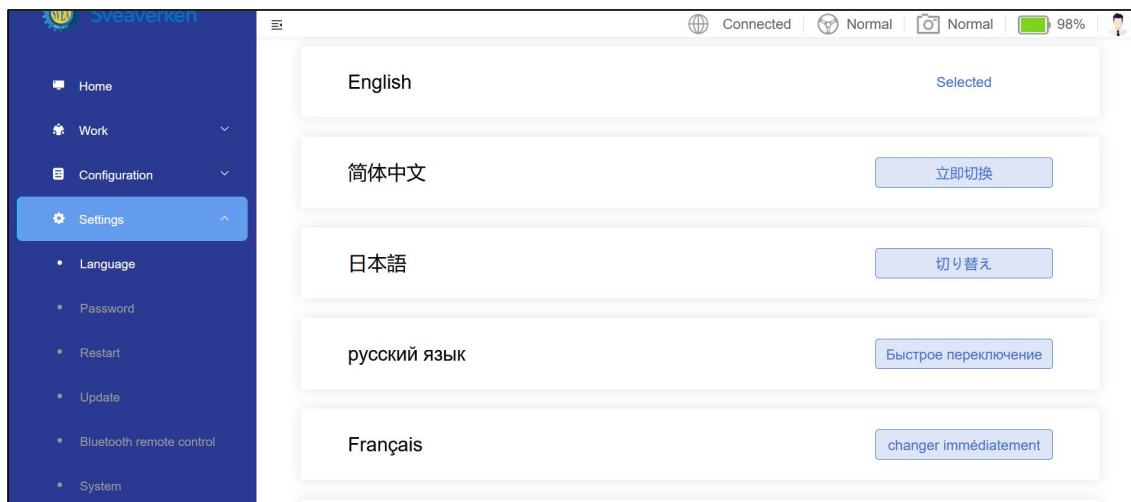 Sveaverken
Connected
Normal
Normal
98%
Home
Work
Configuration
Settings
Language
Password
Restart
Update
Bluetooth remote control
System
English
Selected
简体中文
立即切换
日本語
切り替え
русский язык
Быстрое переключение
Français
changer immédiatement